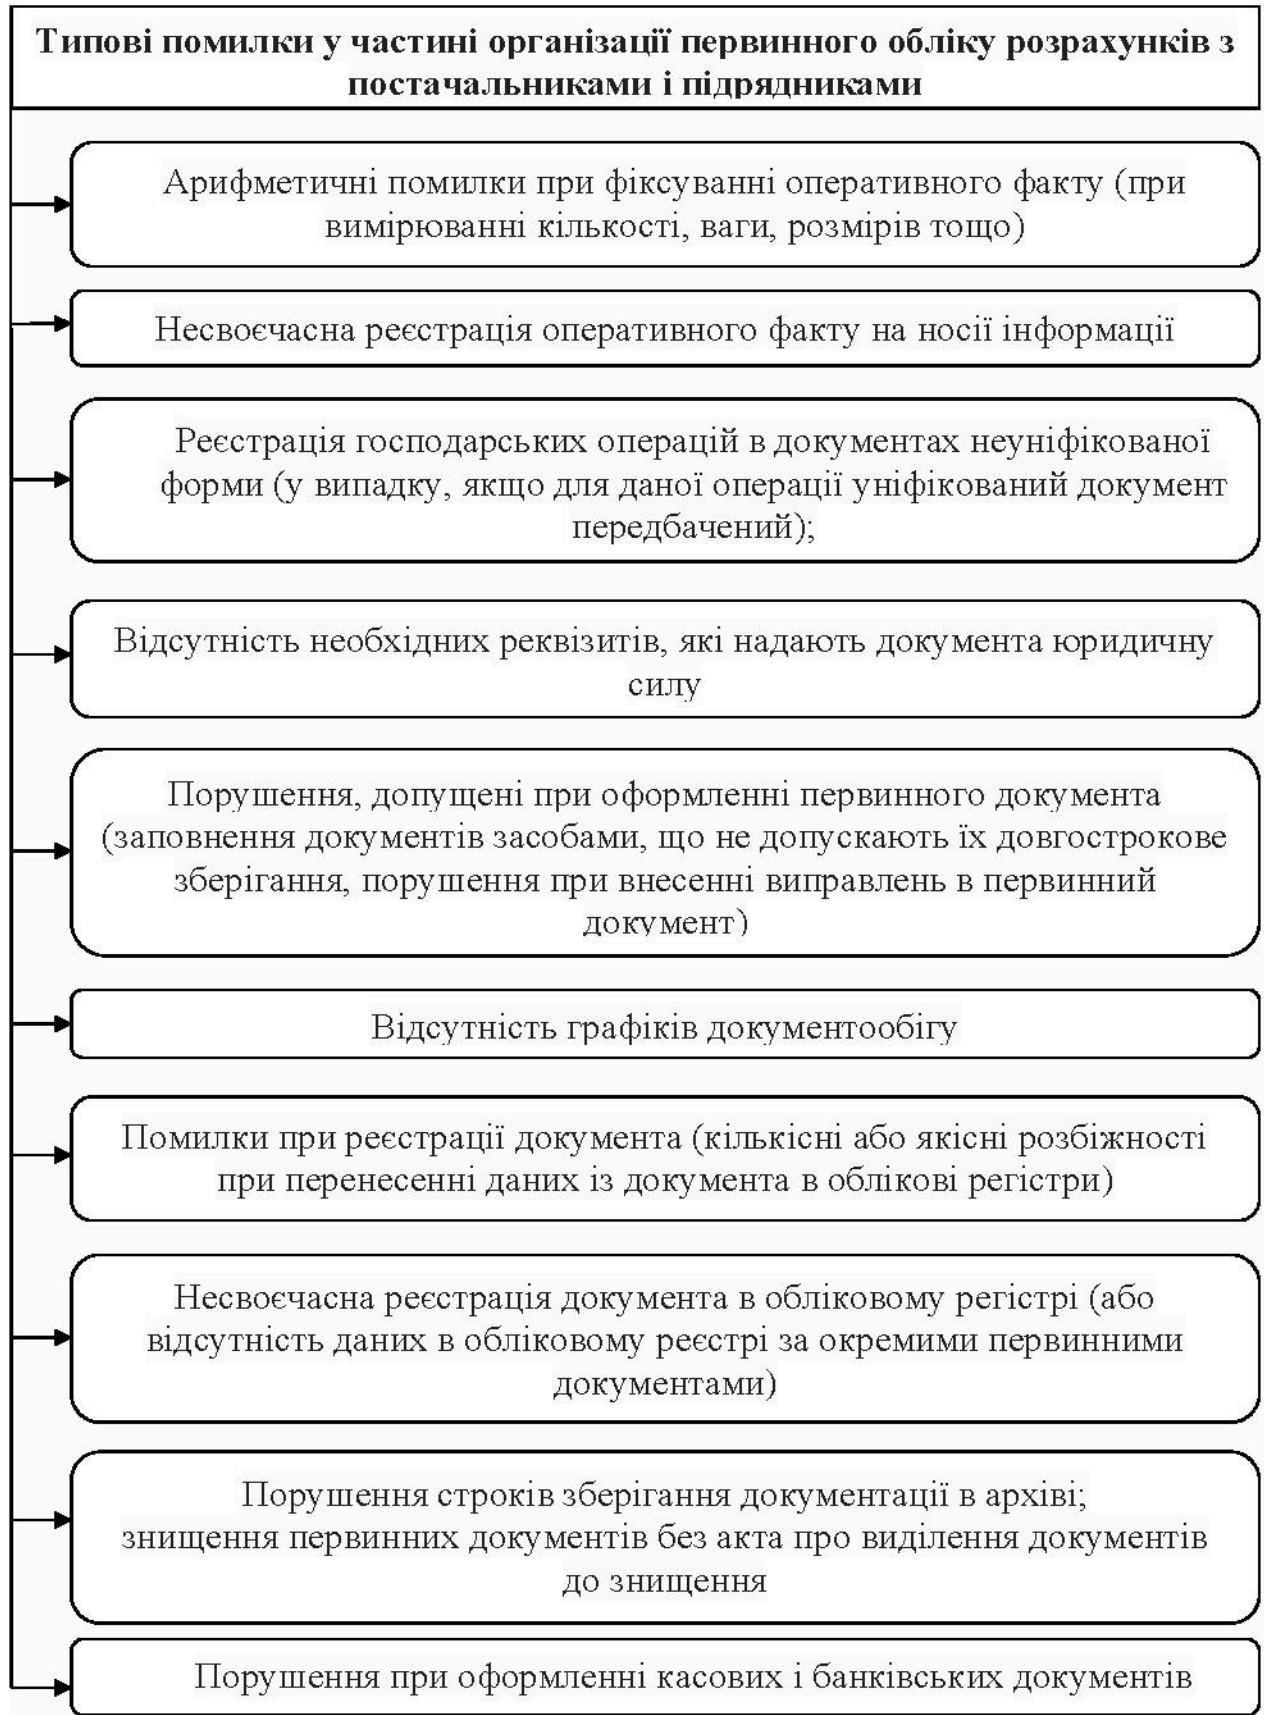 Типові помилки у частині організації первинного обліку розрахунків з
постачальниками і підрядниками
Арифметичні помилки при фіксуванні оперативного факту (при
вимірюванні кількості, ваги, розмірів тощо)
Несвоєчасна реєстрація оперативного факту на носії інформації
Реєстрація господарських операцій в документах неуніфікованої
форми (у випадку, якщо для даної операції уніфікований документ
передбачений);
Відсутність необхідних реквізитів, які надають документа юридичну
силу
Порушення, допущені при оформленні первинного документа
(заповнення документів засобами, що не допускають їх довгострокове
зберігання, порушення при внесенні виправлень в первинний
документ)
Відсутність графіків документообігу
Помилки при реєстрації документа (кількісні або якісні розбіжності
при перенесенні даних із документа в облікові регістри)
Несвоєчасна реєстрація документа в обліковому регістрі (або
відсутність даних в обліковому реєстрі за окремими первинними
документами)
Порушення строків зберігання документації в архіві;
знищення первинних документів без акта про виділення документів
до знищення
Порушення при оформленні касових і банківських документів